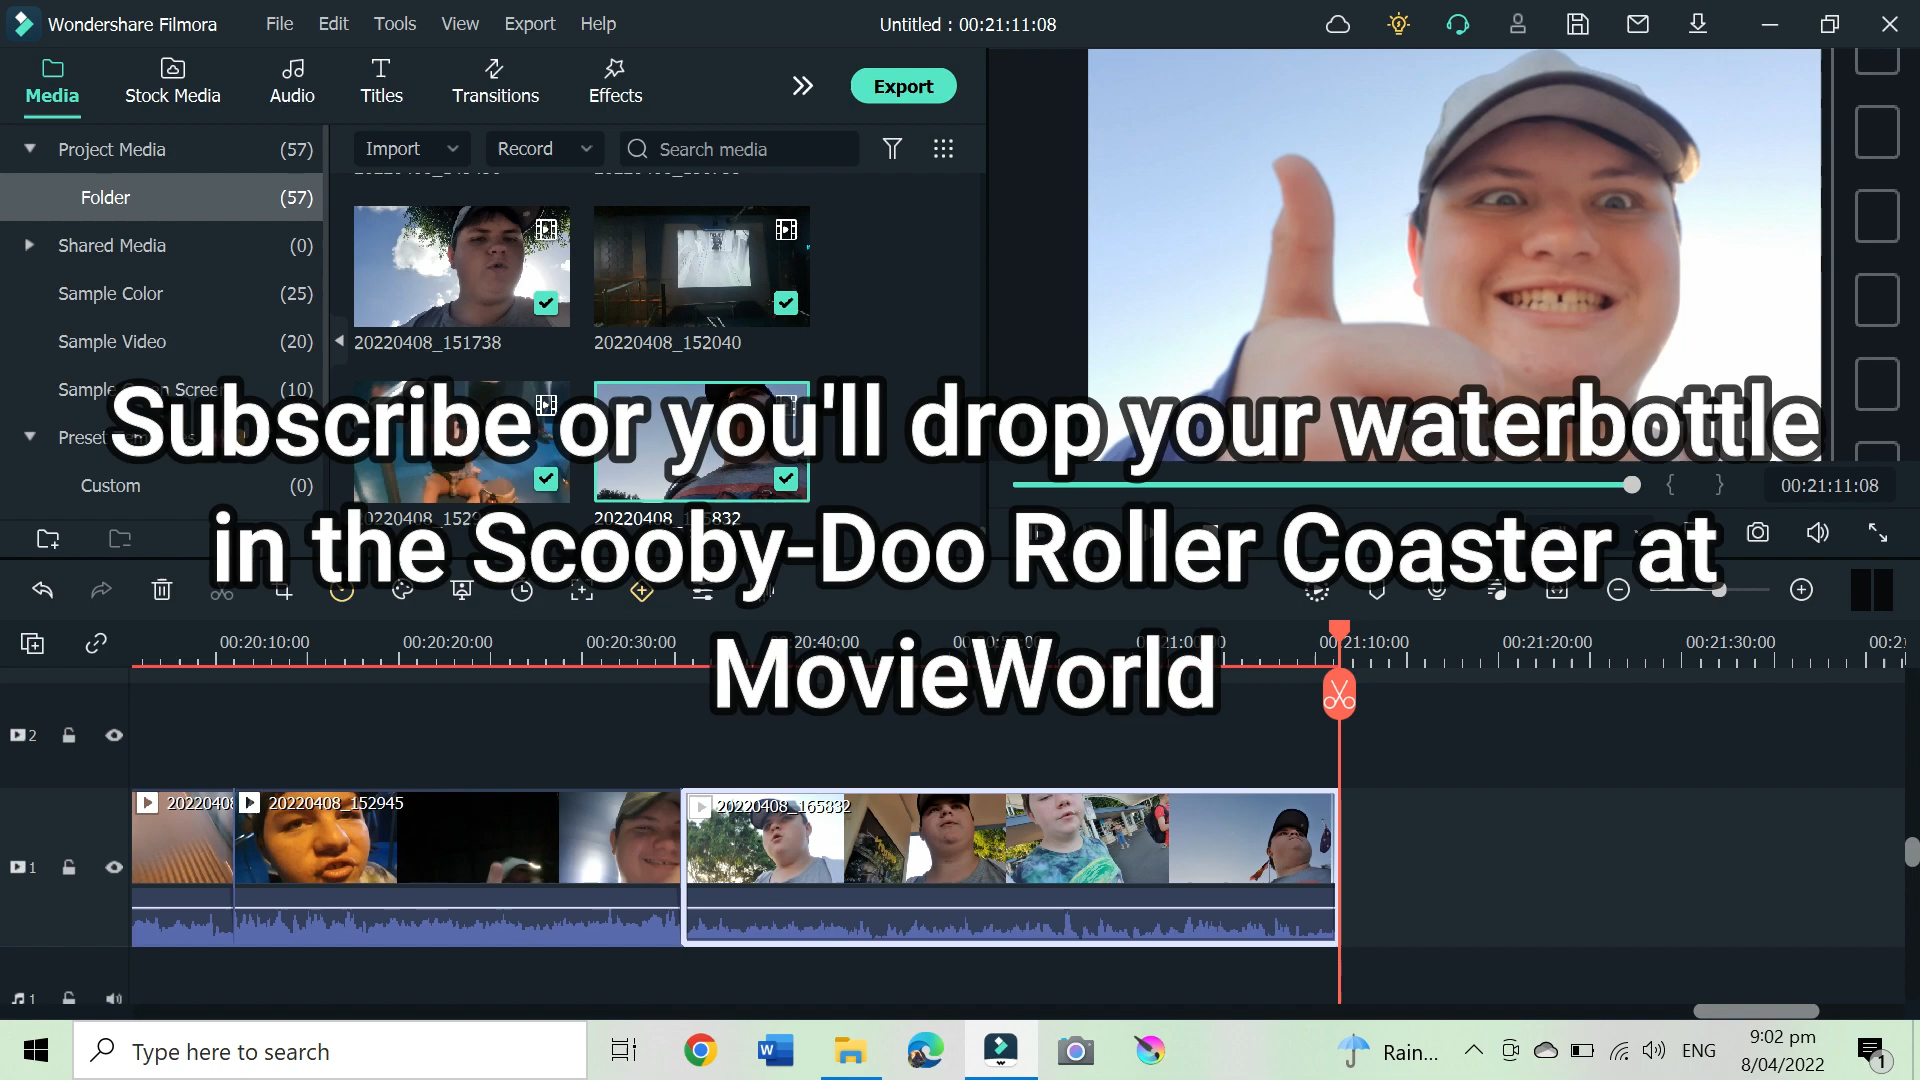 Wondershare Filmora
File Edit Tools View Export Help
Untitled : 00:21:11:08
Media
Stock Media
Audio
Titles
Transitions
Effects
Export
Project Media (57)
Import
Record
Search media
Folder (57)
Shared Media (0)
Sample Color (25)
Sample Video (20)
20220408_151738
20220408_152040
(10)
Subscribe or you'll drop your waterbottle
Custom (0)
00:21:11:08
20220408_165832
in the Scooby-Doo Roller Coaster at
00:20:10:00 00:20:20:00 00:20:30:00 00:21:10:00 00:21:20:00 00:21:30:00
MovieWorld
2
20220408_152945
20220408_165832
1
1
Type here to search
Rain...
ENG
9:02 pm
8/04/2022
1